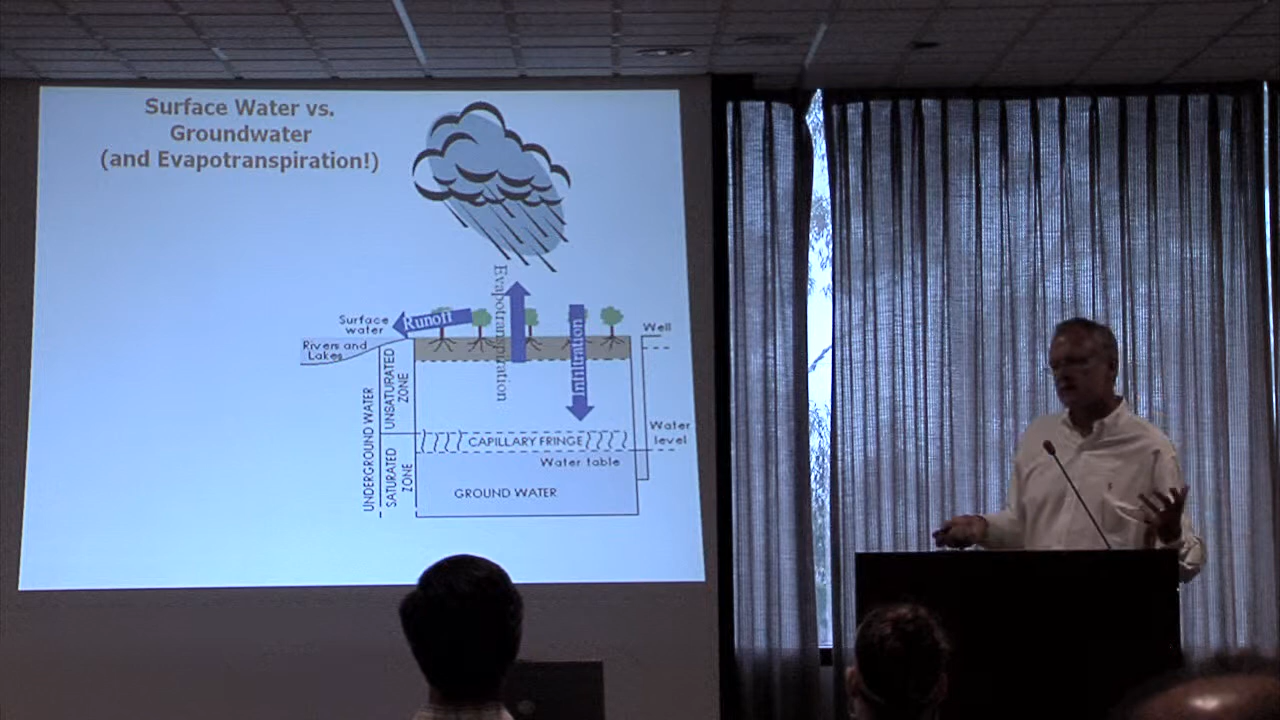 Surface Water vs.
Groundwater
(and Evapotranspiration!)
Evapotranspiration
Surface
water
Runoff
Rivers and
Lakes
Infiltration
Well
UNDERGROUND WATER
UNSATURATED
ZONE
SATURATED
ZONE
CAPILLARY FRINGE
Water
level
Water table
GROUND WATER